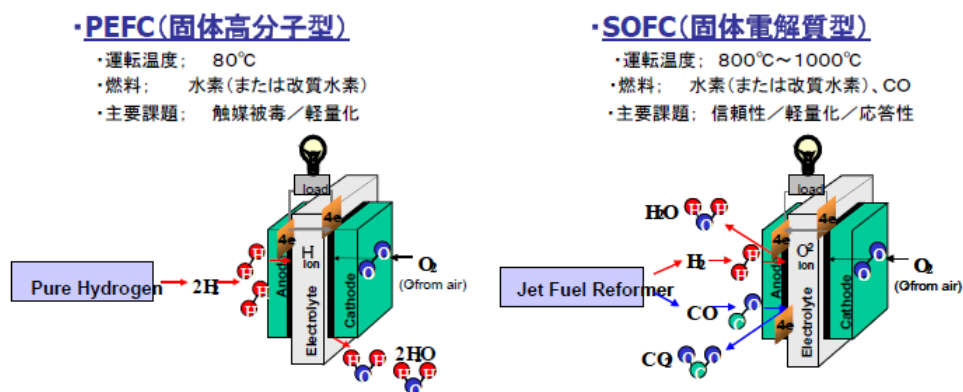 ・PEFC(固体高分子型)
・運転温度； 80℃
・燃料； 水素(または改質水素)
・主要課題； 触媒被毒／軽量化
load
4e
4e
H
Ion
Anode
Electrolyte
Cathode
H
H
H
H
O
O
Pure Hydrogen
2H2
O2
(Ofrom air)
2HO
H
H
O
H
H
O
・SOFC(固体電解質型)
・運転温度； 800℃～1000℃
・燃料； 水素(または改質水素)、CO
・主要課題； 信頼性／軽量化／応答性
load
4e
4e
4e
H2O
H
H
O
O2
Ion
Anode
Electrolyte
Cathode
H2
H
H
O
O
Jet Fuel Reformer
CO
O
C
O2
(Ofrom air)
CO2
O
O
C